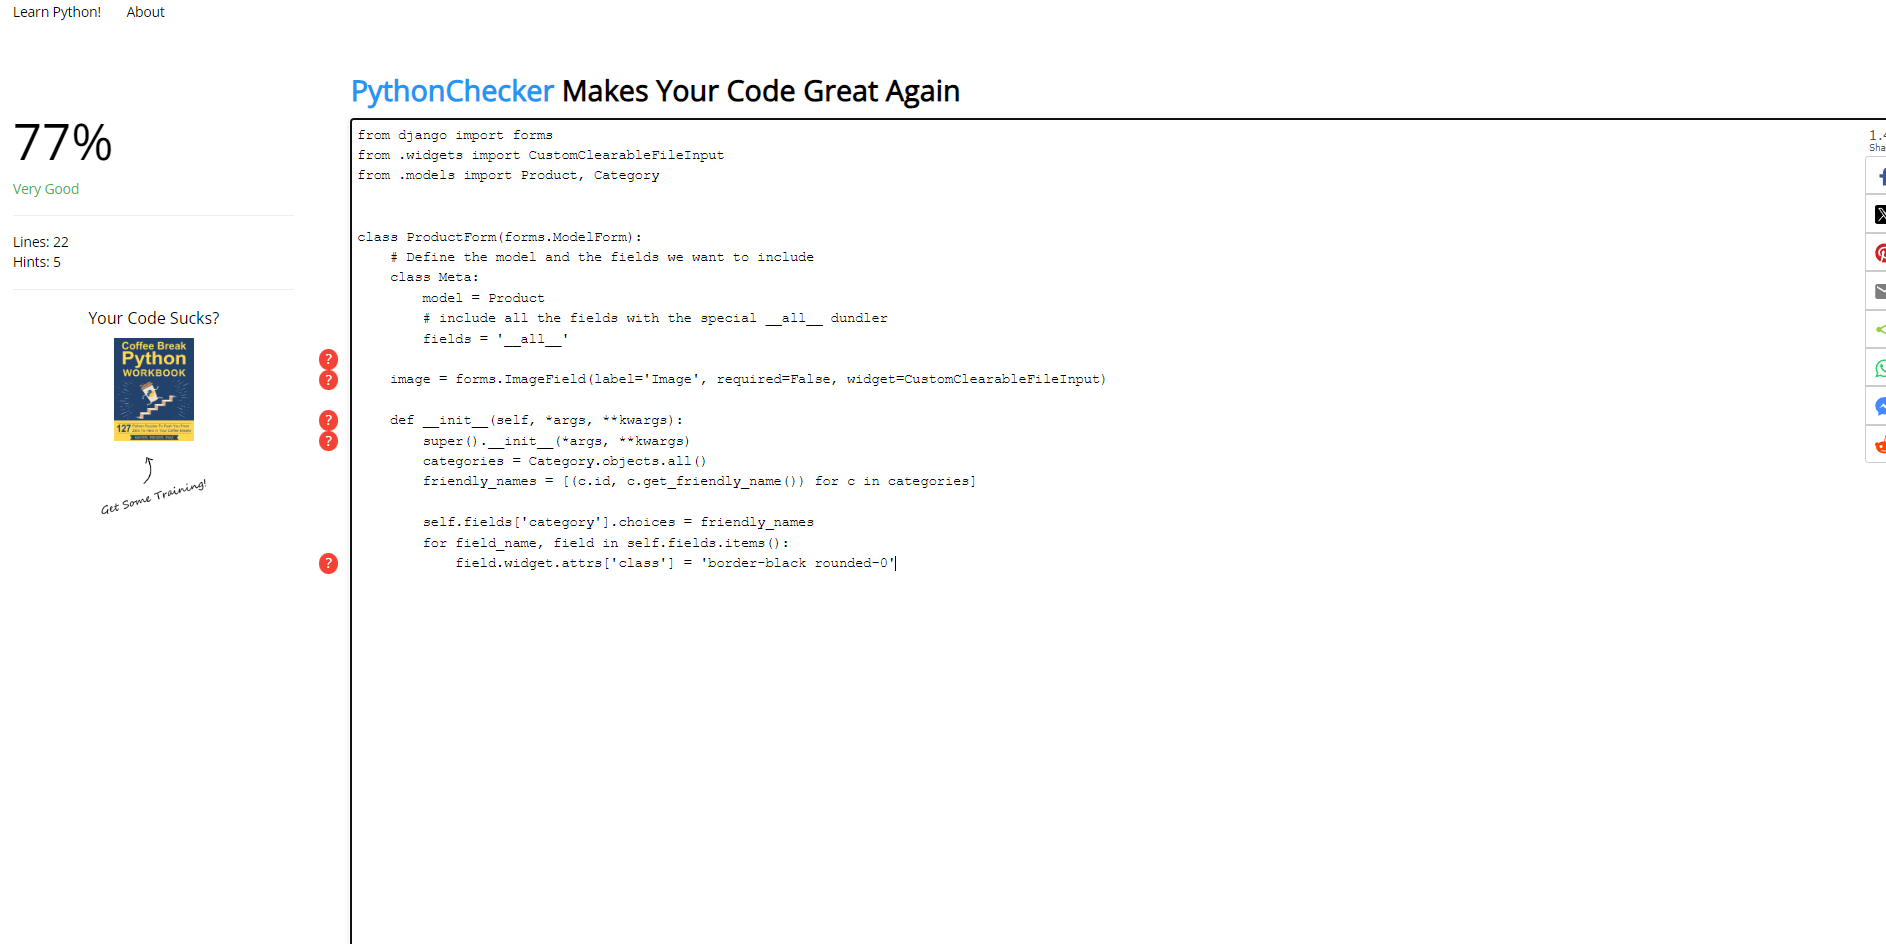 Learn Python! About
PythonChecker Makes Your Code Great Again
77%
Very Good
Lines: 22
Hints: 5
Your Code Sucks?
Coffee Break
Python
WORKBOOK
127
Get Some Training!
from django import forms
from .widgets import CustomClearableFileInput
from .models import Product, Category
class ProductForm(forms.ModelForm):
# Define the model and the fields we want to include
class Meta:
model = Product
# include all the fields with the special __all__ dundler
fields = '__all__'
?
?
image = forms.ImageField(label='Image', required=False, widget=CustomClearableFileInput)
?
def __init__(self, *args, **kwargs):
?
super().__init__(*args, **kwargs)
categories = Category.objects.all()
friendly_names = [(c.id, c.get_friendly_name()) for c in categories]
self.fields['category'].choices = friendly_names
for field_name, field in self.fields.items():
?
field.widget.attrs['class'] = 'border-black rounded-0'
1.4
Sha